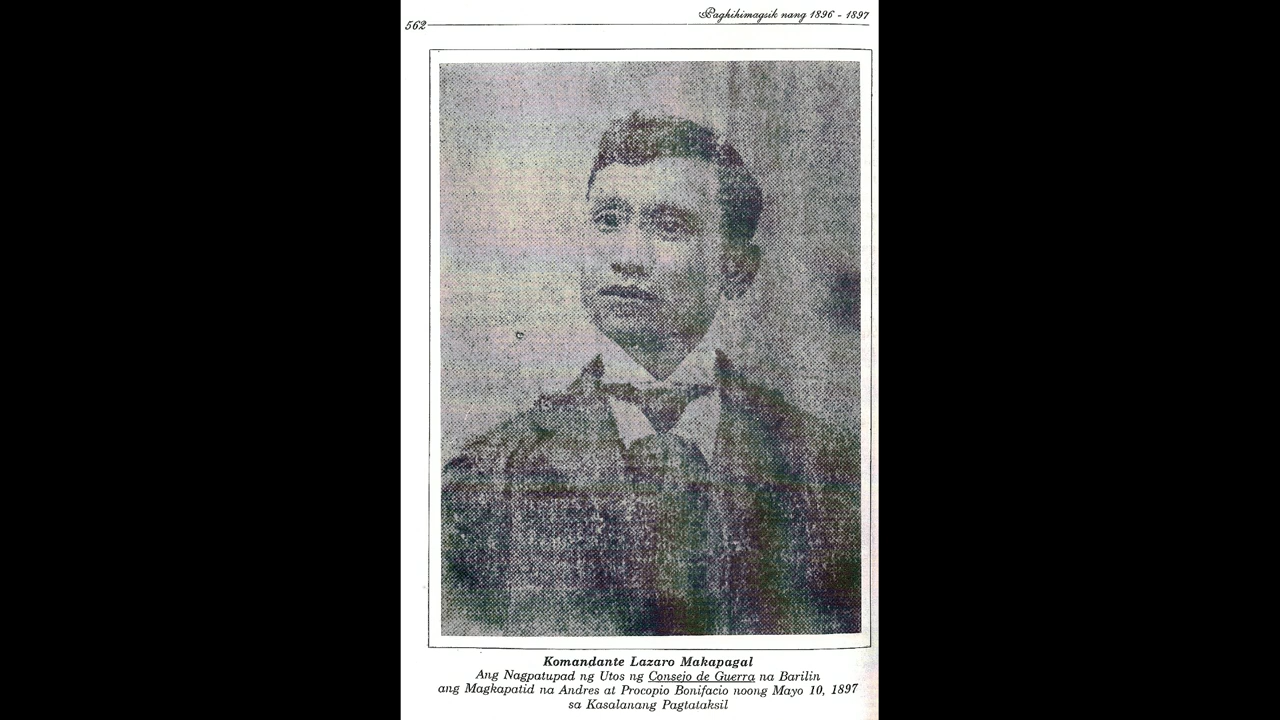 Paghihimagsik nang 1896 - 1897
562
Komandante Lazaro Makapagal
Ang Nagpatupad ng Utos ng Consejo de Guerra na Barilin
ang Magkapatid na Andres at Procopio Bonifacio noong Mayo 10, 1897
sa Kasalanang Pagtataksil